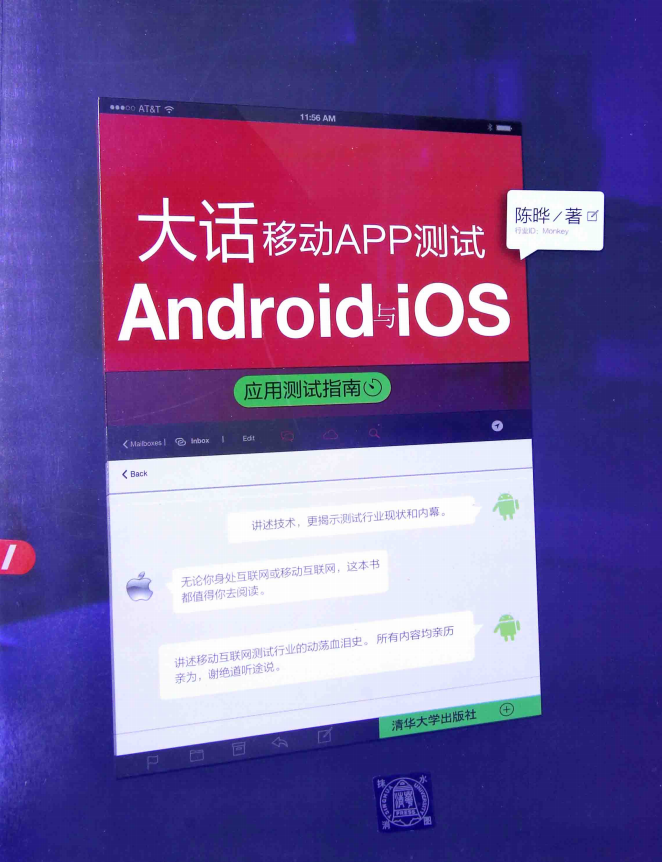 AT&T
11:56 AM
大话移动APP测试
陈晔／著
行业ID：Monkey
Android与iOS
应用测试指南
Mailboxes | Inbox | Edit
Back
讲述技术，更揭示测试行业现状和内幕。
无论你身处互联网或移动互联网，这本书
都值得你去阅读。
讲述移动互联网测试行业的动荡血泪史。所有内容均亲历
亲为，谢绝道听途说。
清华大学出版社